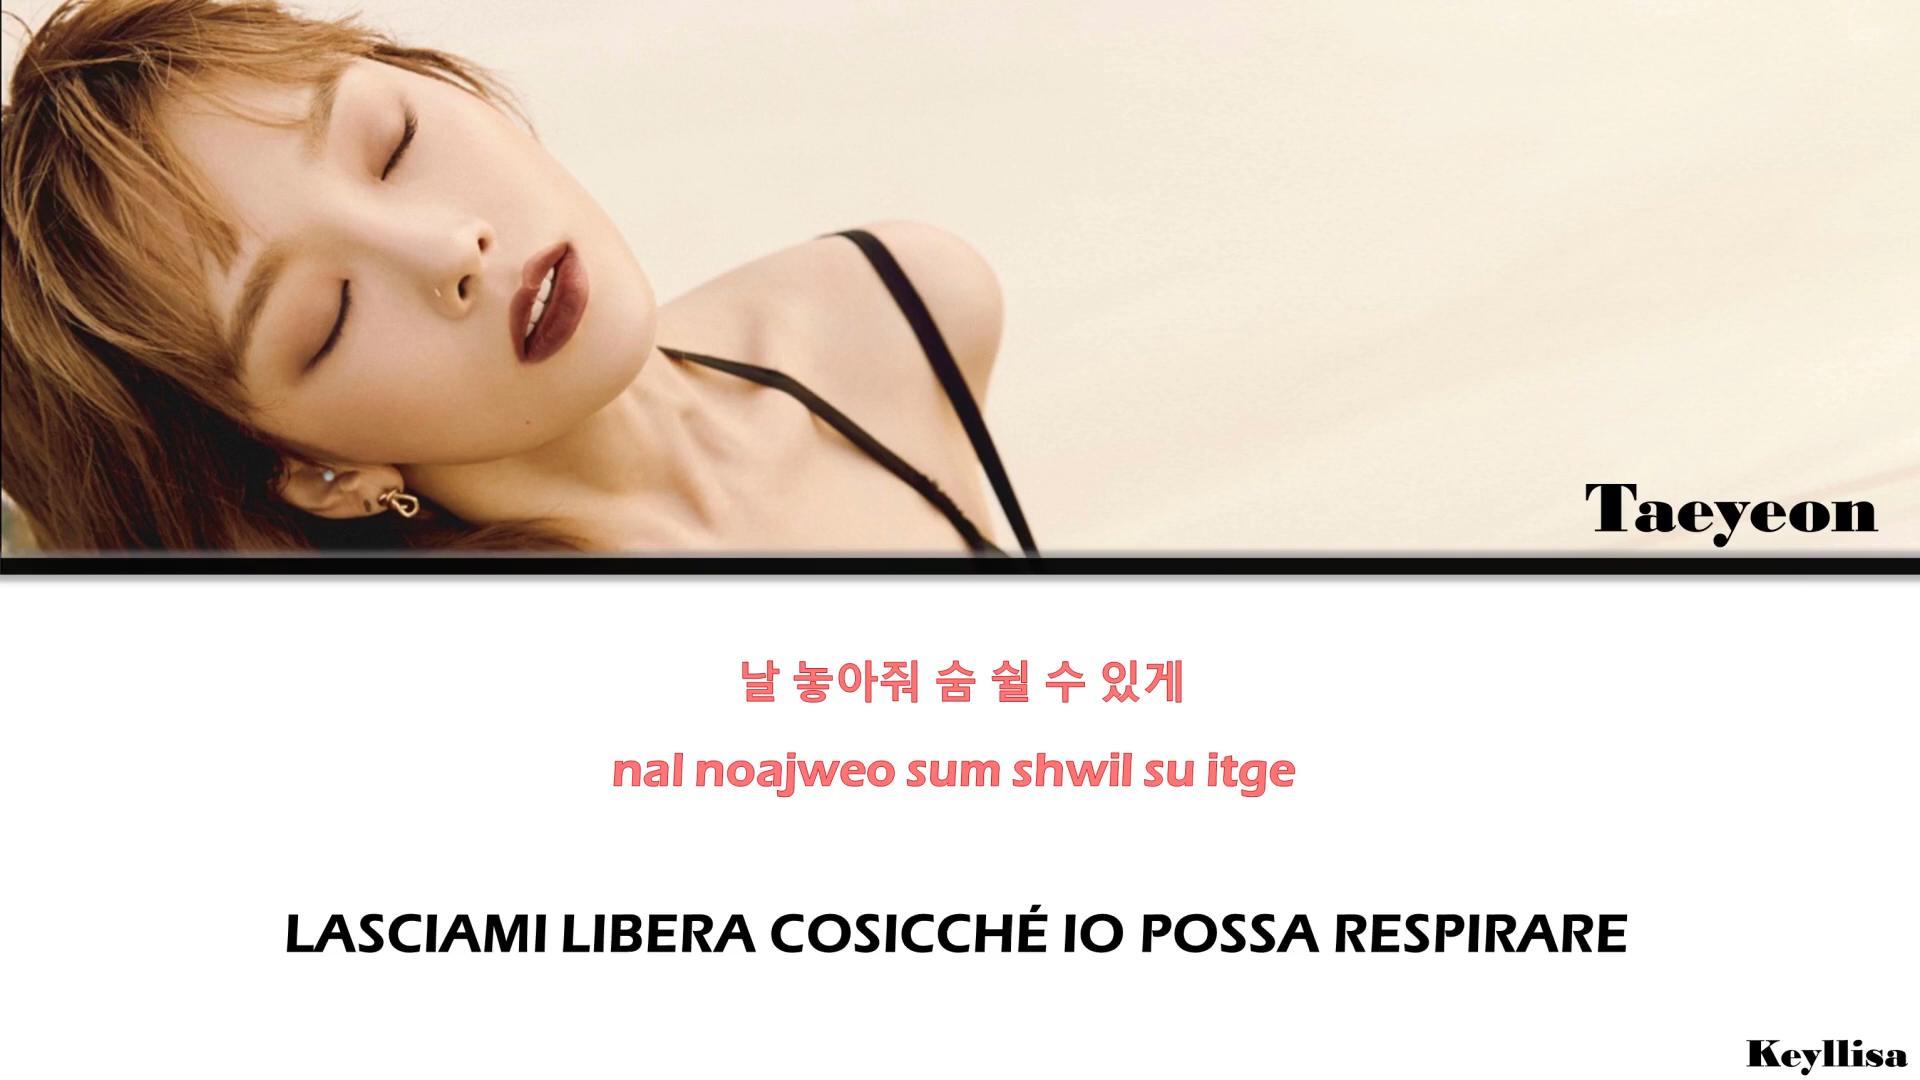 Taeyeon
날 놓아줘 숨 쉴 수 있게
nal noajweo sum shwil su itge
LASCIAMI LIBERA COSICCHÉ IO POSSA RESPIRARE
Keyllisa